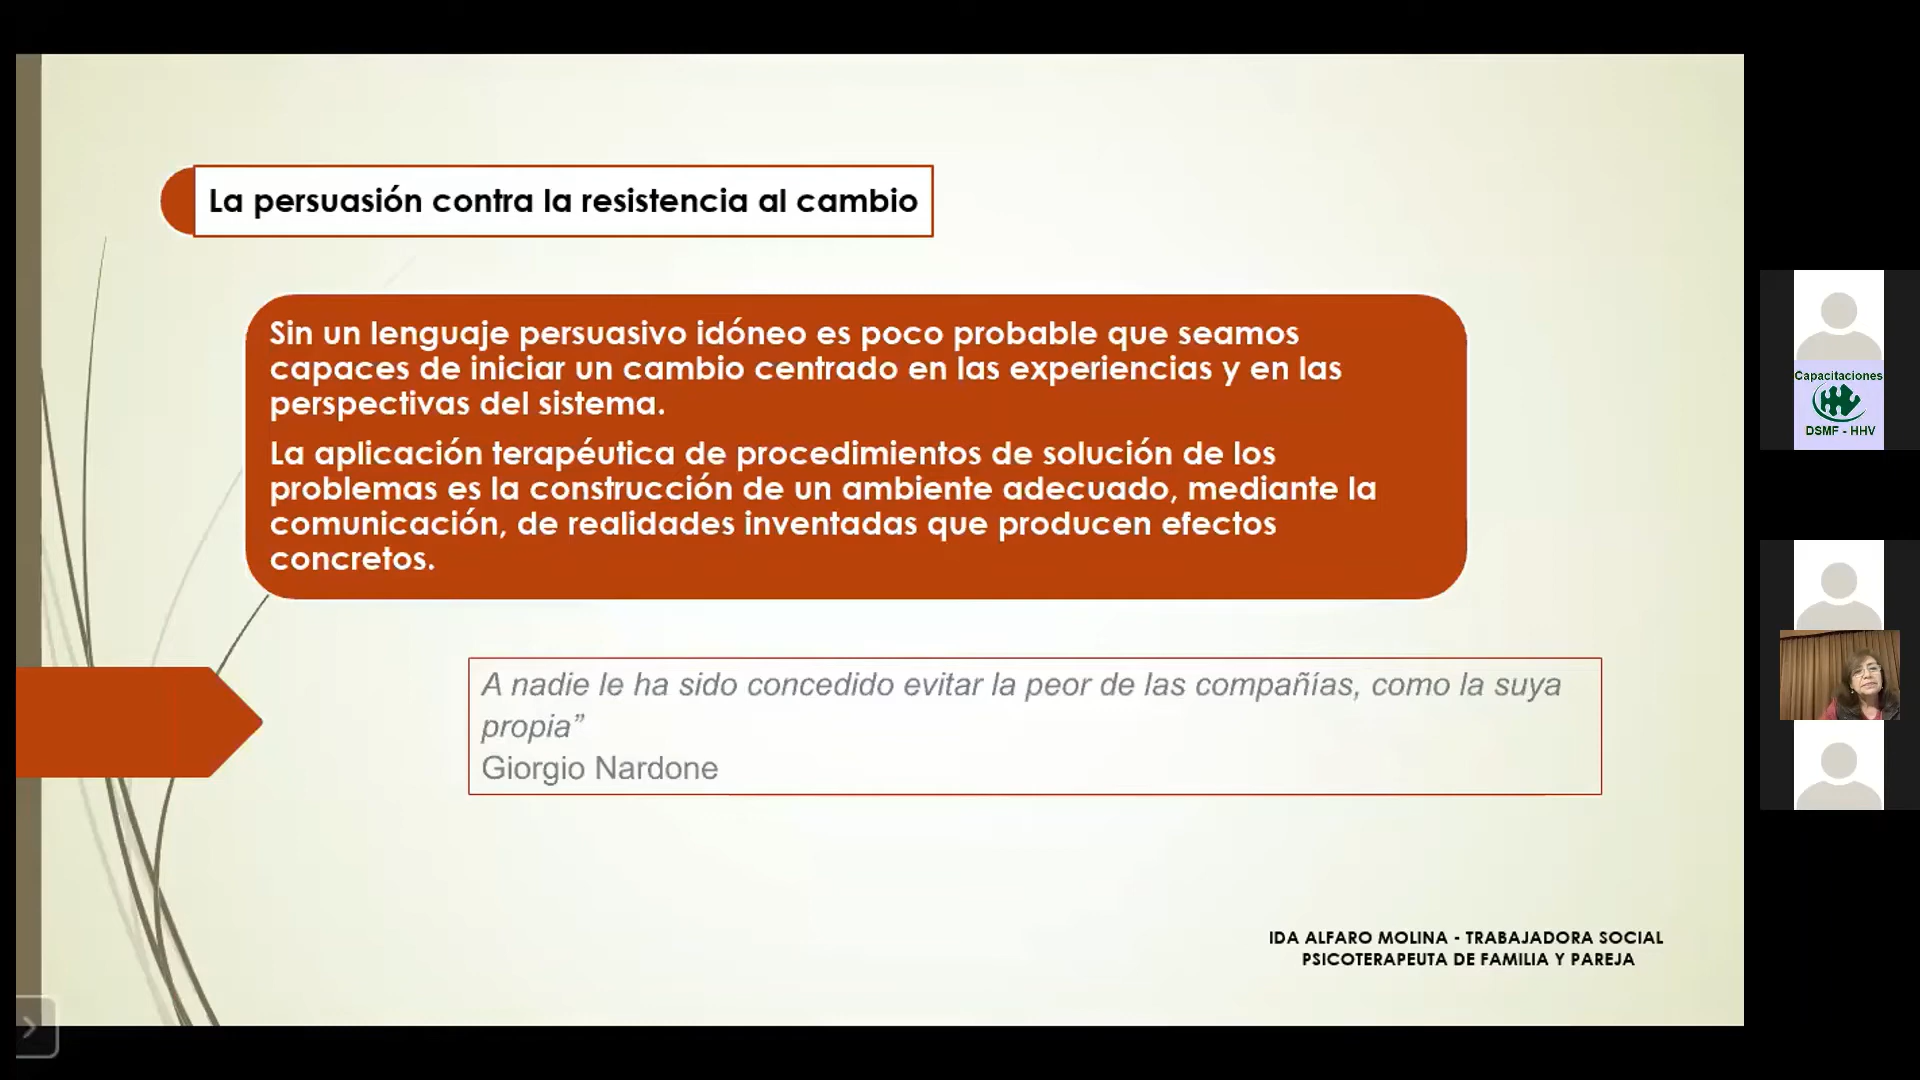 La persuasión contra la resistencia al cambio
Sin un lenguaje persuasivo idóneo es poco probable que seamos
capaces de iniciar un cambio centrado en las experiencias y en las
perspectivas del sistema.
La aplicación terapéutica de procedimientos de solución de los
problemas es la construcción de un ambiente adecuado, mediante la
comunicación, de realidades inventadas que producen efectos
concretos.
A nadie le ha sido concedido evitar la peor de las compañías, como la suya
propia”
Giorgio Nardone
IDA ALFARO MOLINA - TRABAJADORA SOCIAL
PSICOTERAPEUTA DE FAMILIA Y PAREJA
Capacitaciones
DSMF - HHV